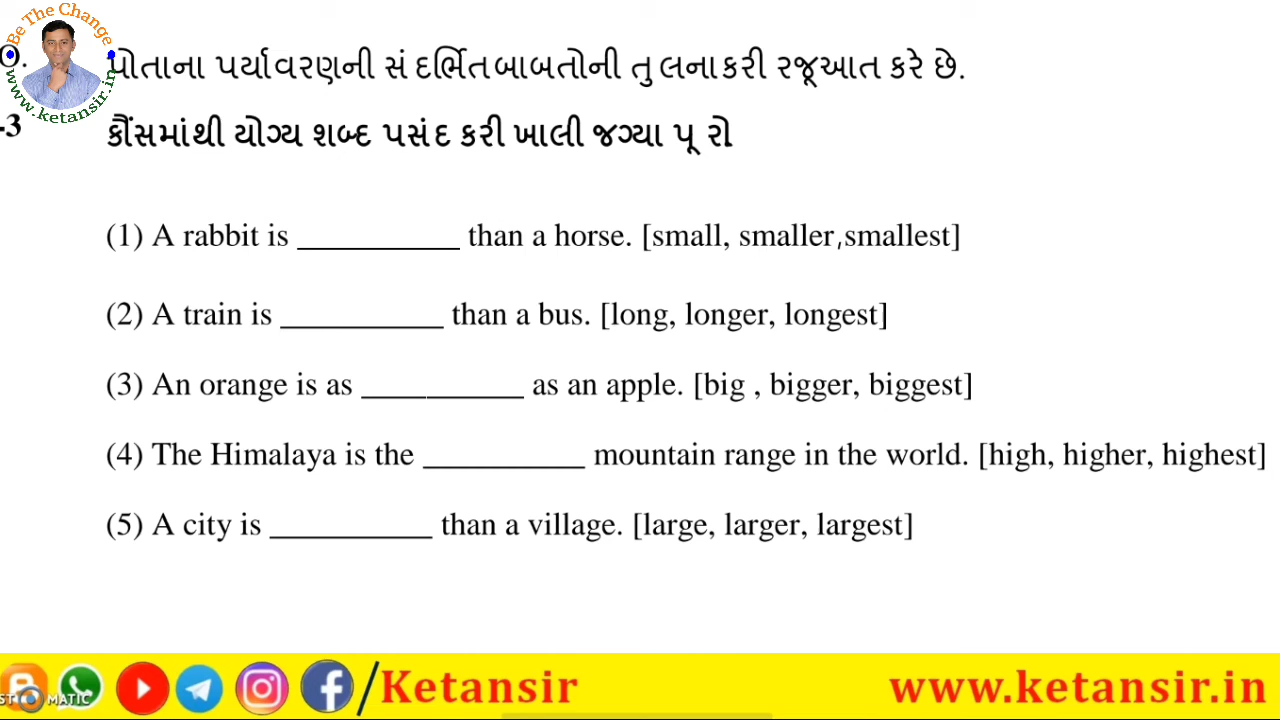 Be The Change
www.ketansir.in
O.
પોતાના પર્યાવરણની સંદર્ભિત બાબતોની તુલના કરી રજૂઆત કરે છે.
-3
કૌંસમાંથી યોગ્ય શબ્દ પસંદ કરી ખાલી જગ્યા પૂરો
(1) A rabbit is __________ than a horse. [small, smaller,smallest]
(2) A train is __________ than a bus. [long, longer, longest]
(3) An orange is as __________ as an apple. [big , bigger, biggest]
(4) The Himalaya is the __________ mountain range in the world. [high, higher, highest]
(5) A city is __________ than a village. [large, larger, largest]
/Ketansir www.ketansir.in
MATIC